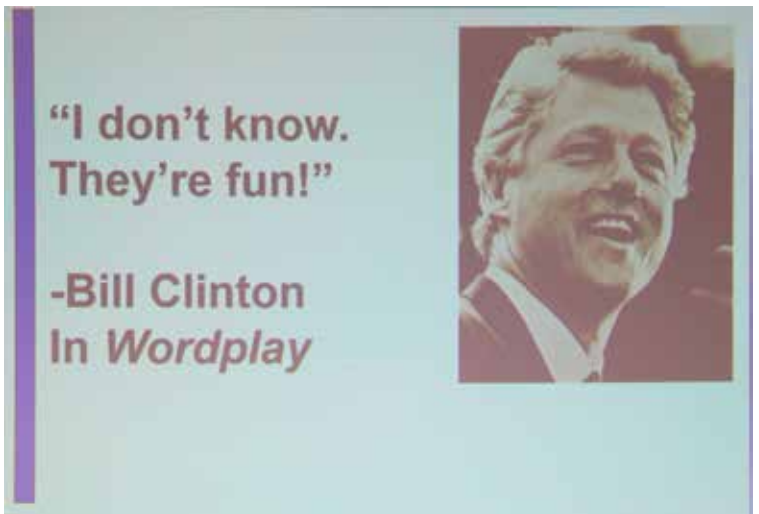 “I don’t know.
They’re fun!”
-Bill Clinton
In Wordplay